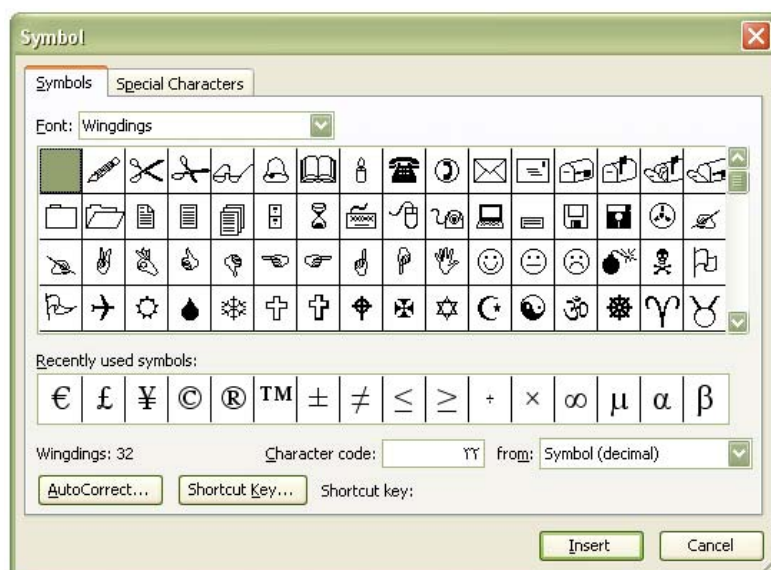 Symbol
Symbols Special Characters
Font: Wingdings
Recently used symbols:
€ £ ¥ © ® ™ ± ≠ ≤ ≥ ÷ × ∞ µ α β
Wingdings: 32 Character code: ٣٢ from: Symbol (decimal)
AutoCorrect... Shortcut Key... Shortcut key:
Insert Cancel